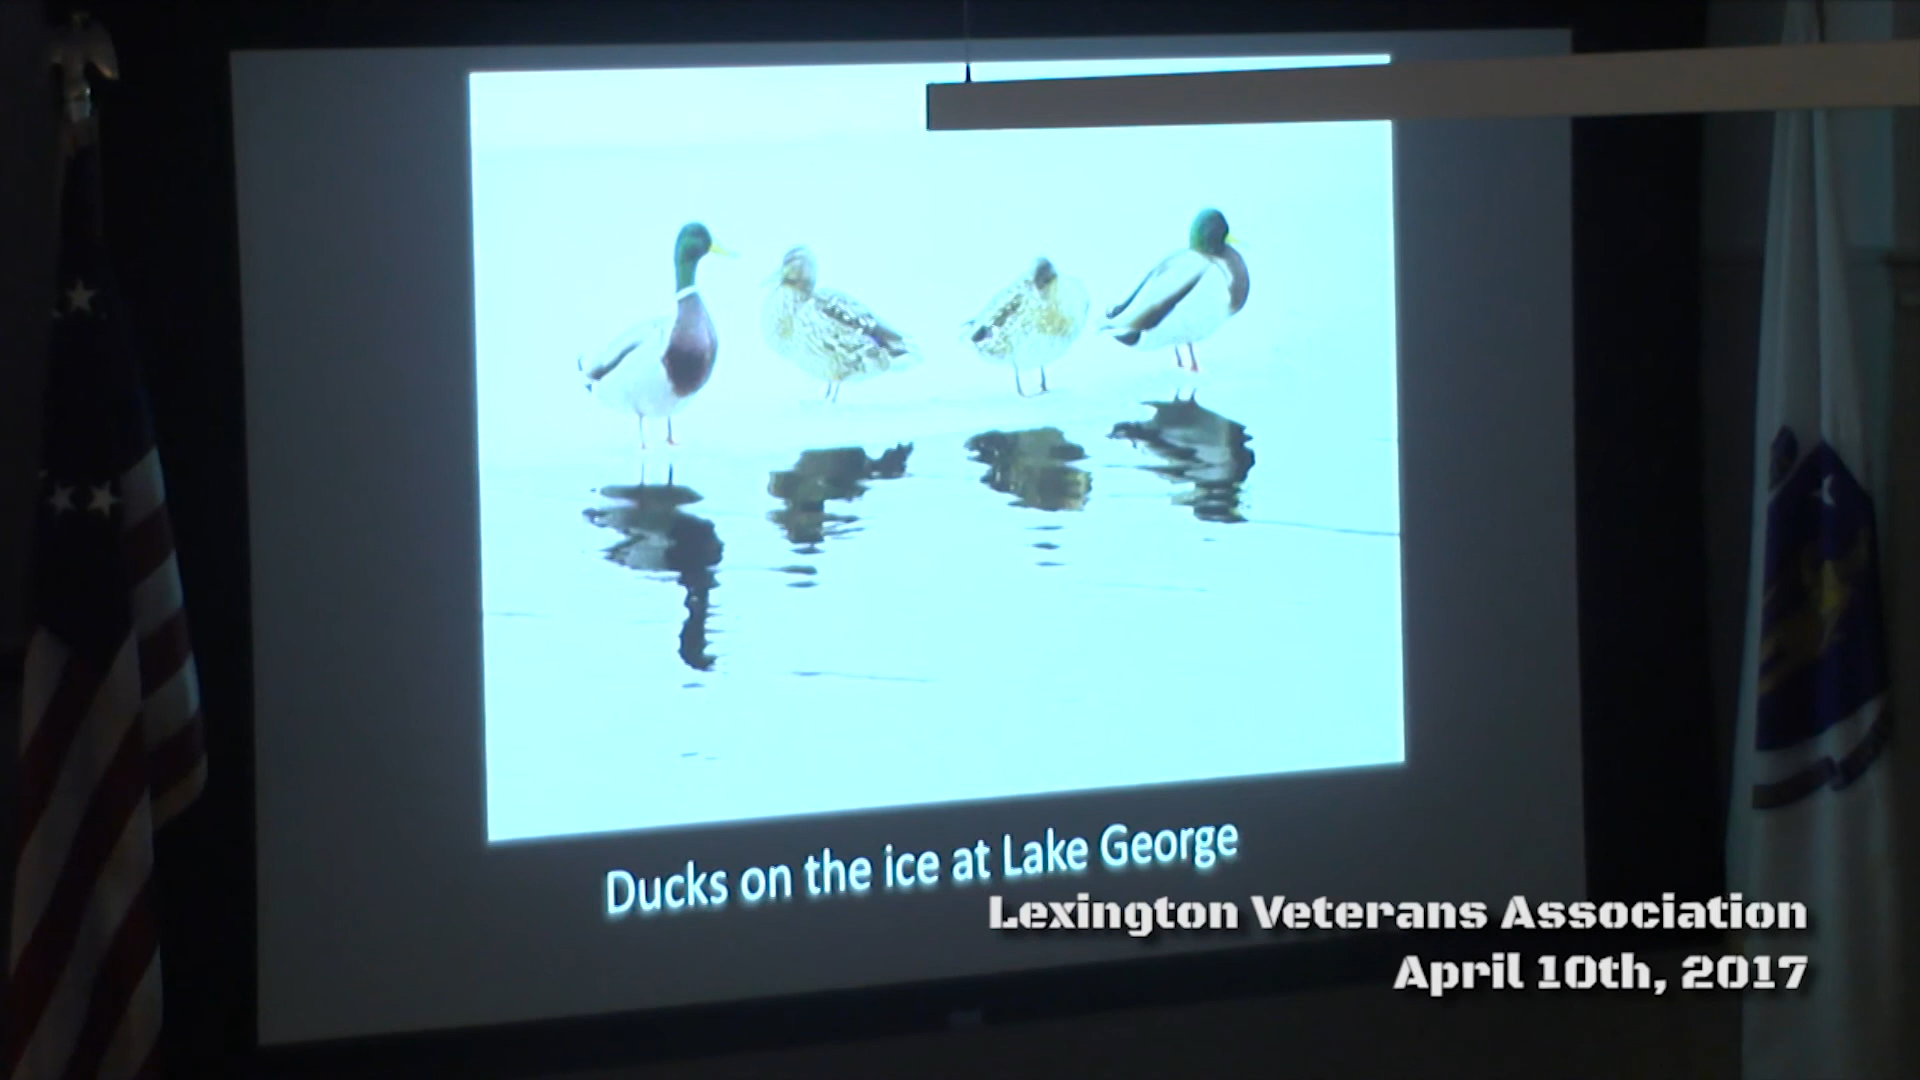 Ducks on the ice at Lake George
Lexington Veterans Association
April 10th, 2017